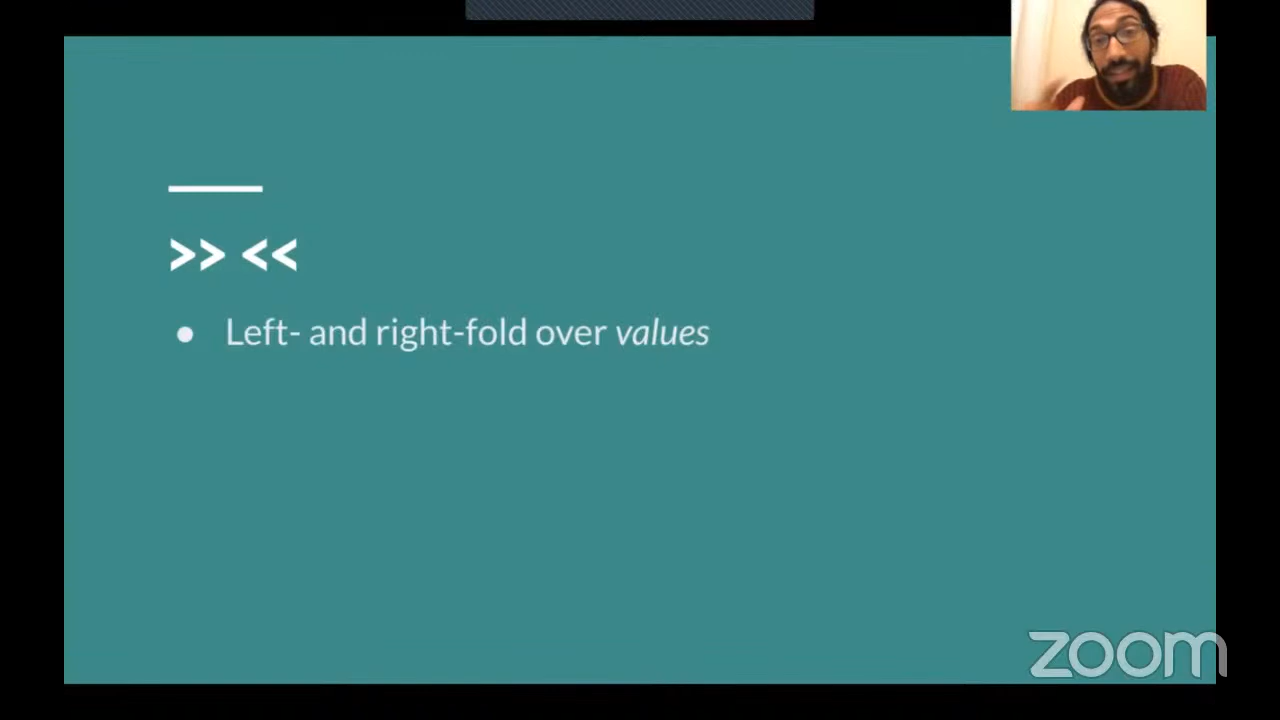 >> <<
● Left- and right-fold over values
zoom